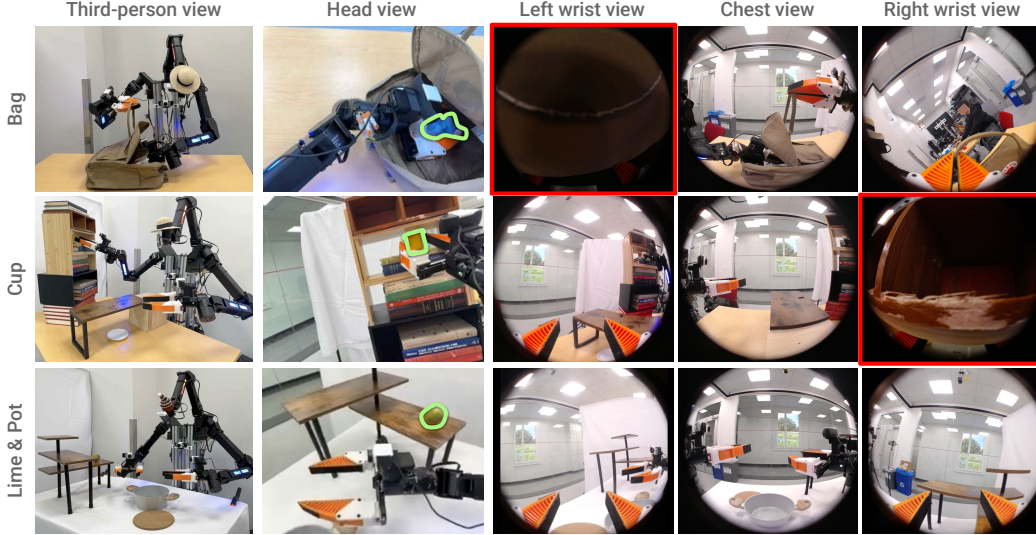 Third-person view
Head view
Left wrist view
Chest view
Right wrist view
Bag
Cup
Lime & Pot